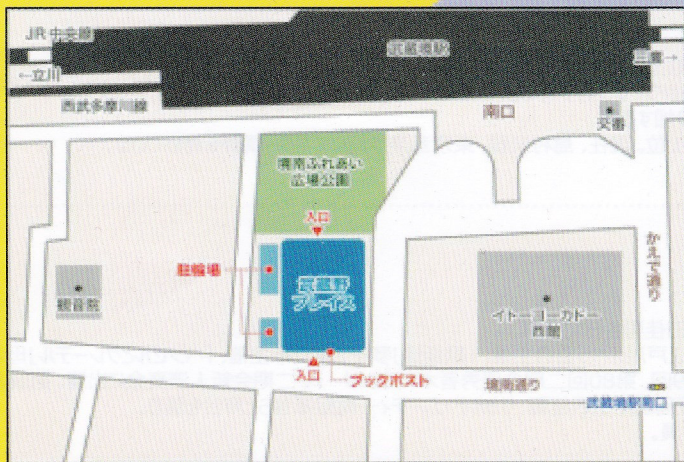 JR中央線
武蔵境駅
←立川
三鷹→
西武多摩川線
南口
交番
境南ふれあい
広場公園
入口
かえで通り
駐輪場
武蔵野
プレイス
観音院
イトーヨーカドー
西館
入口
ブックポスト
境南通り
武蔵境駅南口